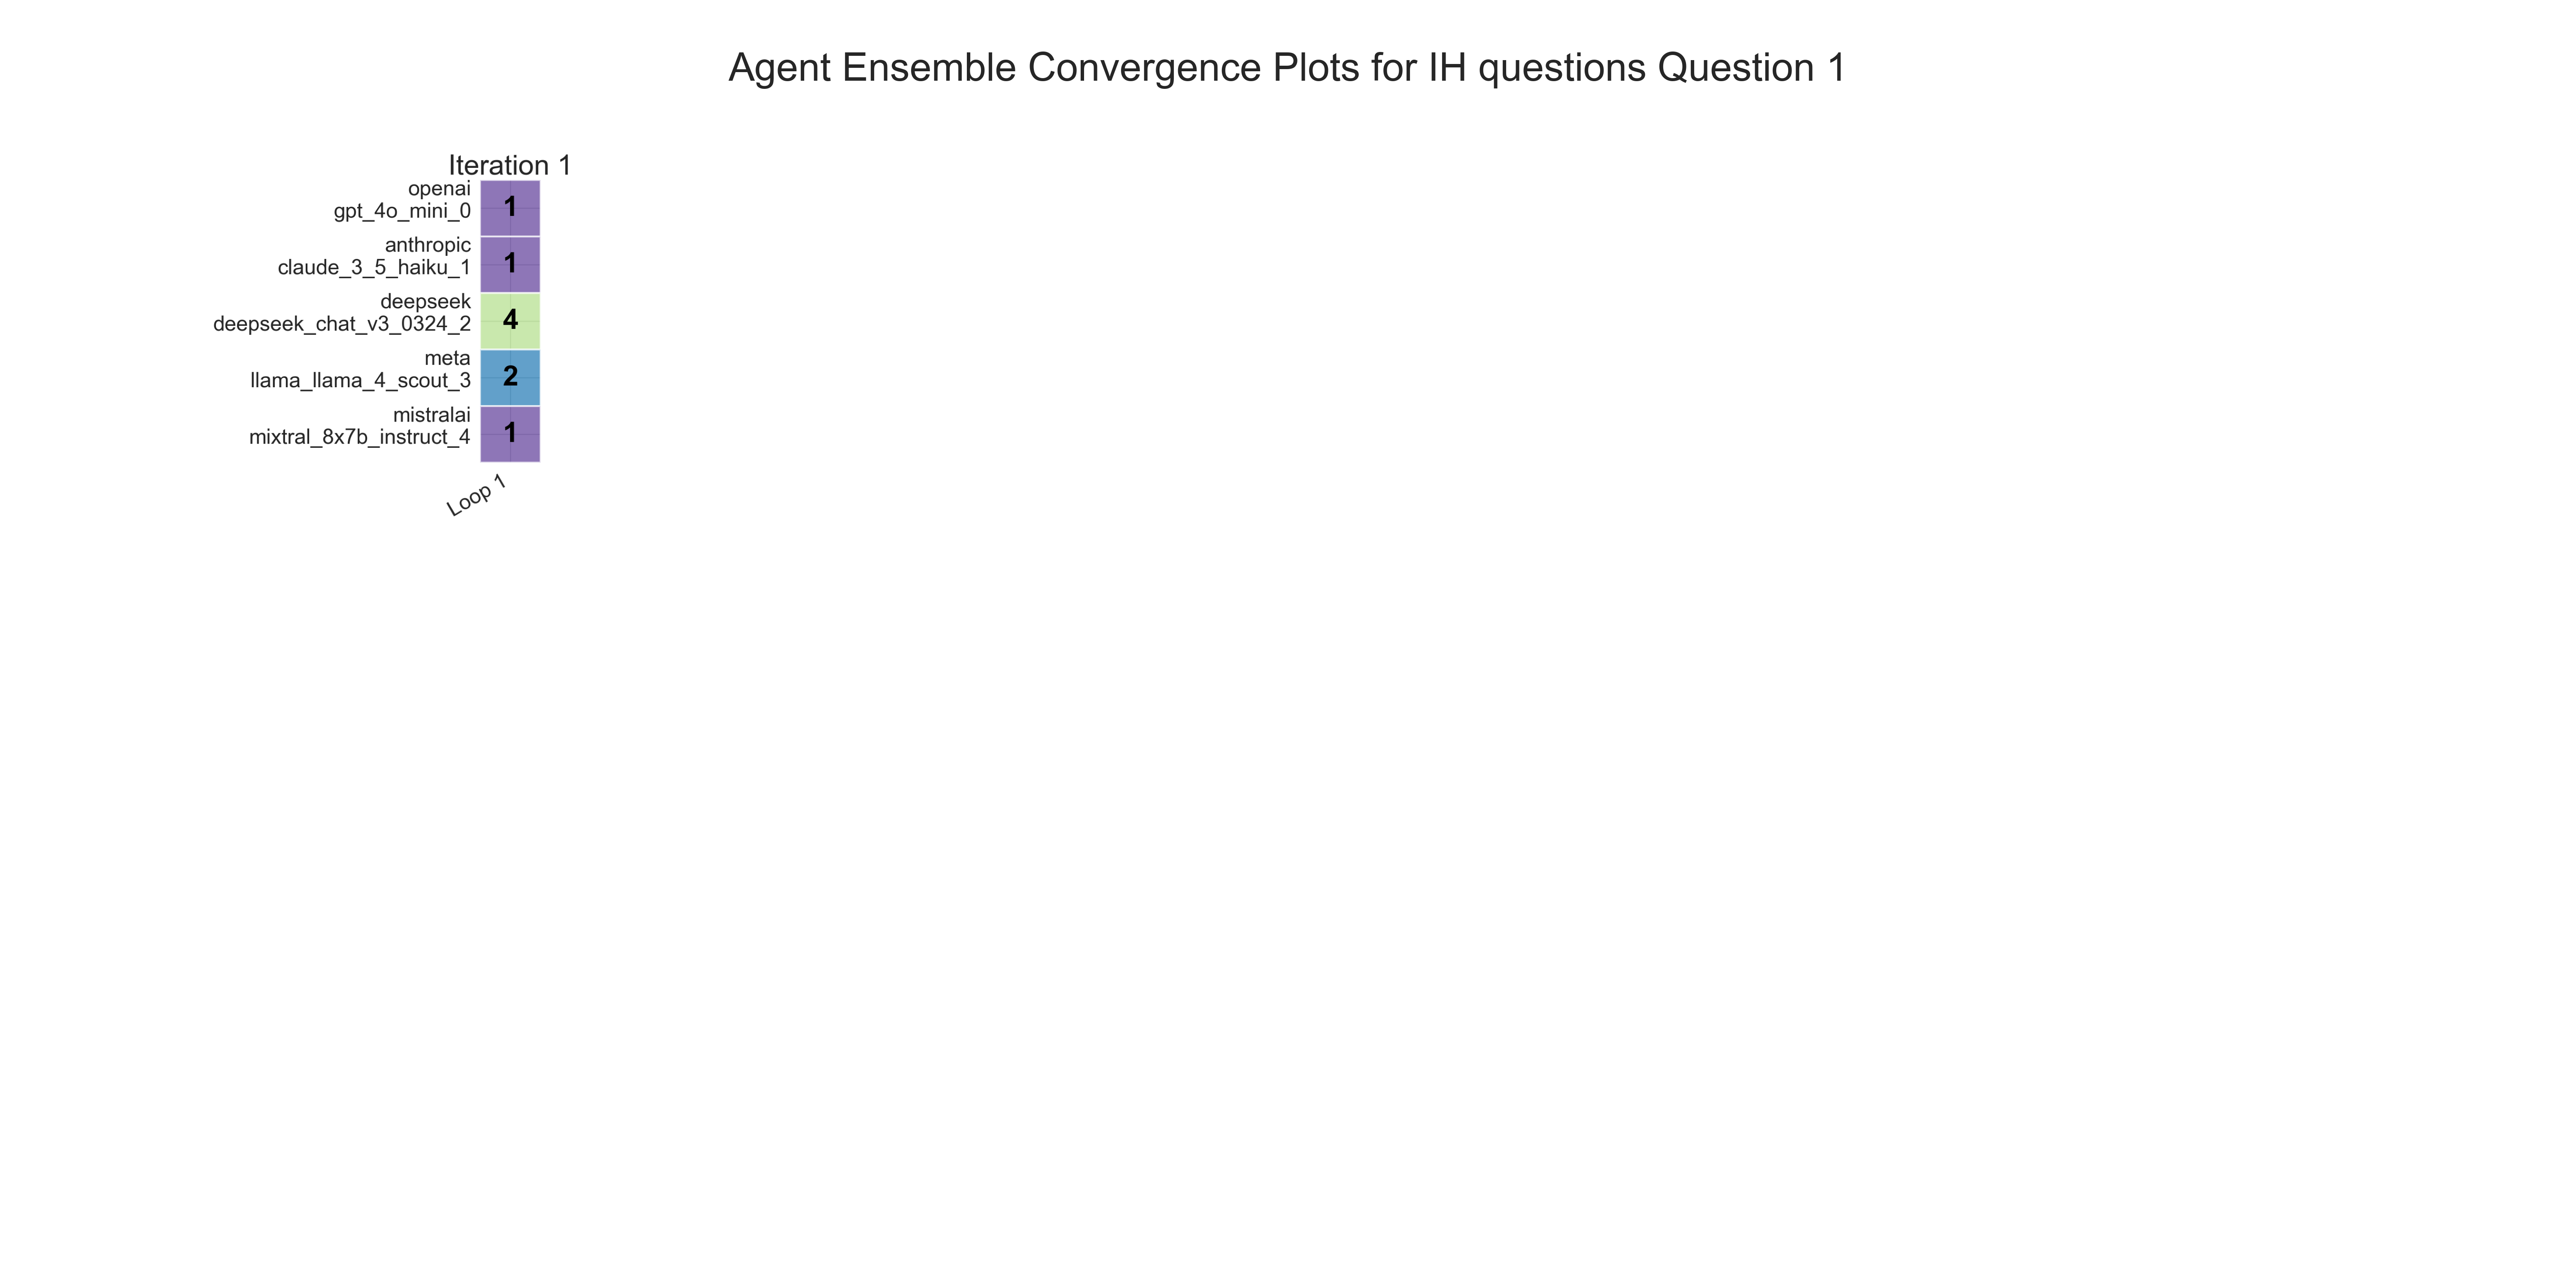 Agent Ensemble Convergence Plots for IH questions Question 1
Iteration 1
openai
gpt_4o_mini_0
1
anthropic
claude_3_5_haiku_1
1
deepseek
deepseek_chat_v3_0324_2
4
meta
llama_llama_4_scout_3
2
mistralai
mixtral_8x7b_instruct_4
1
Loop 1